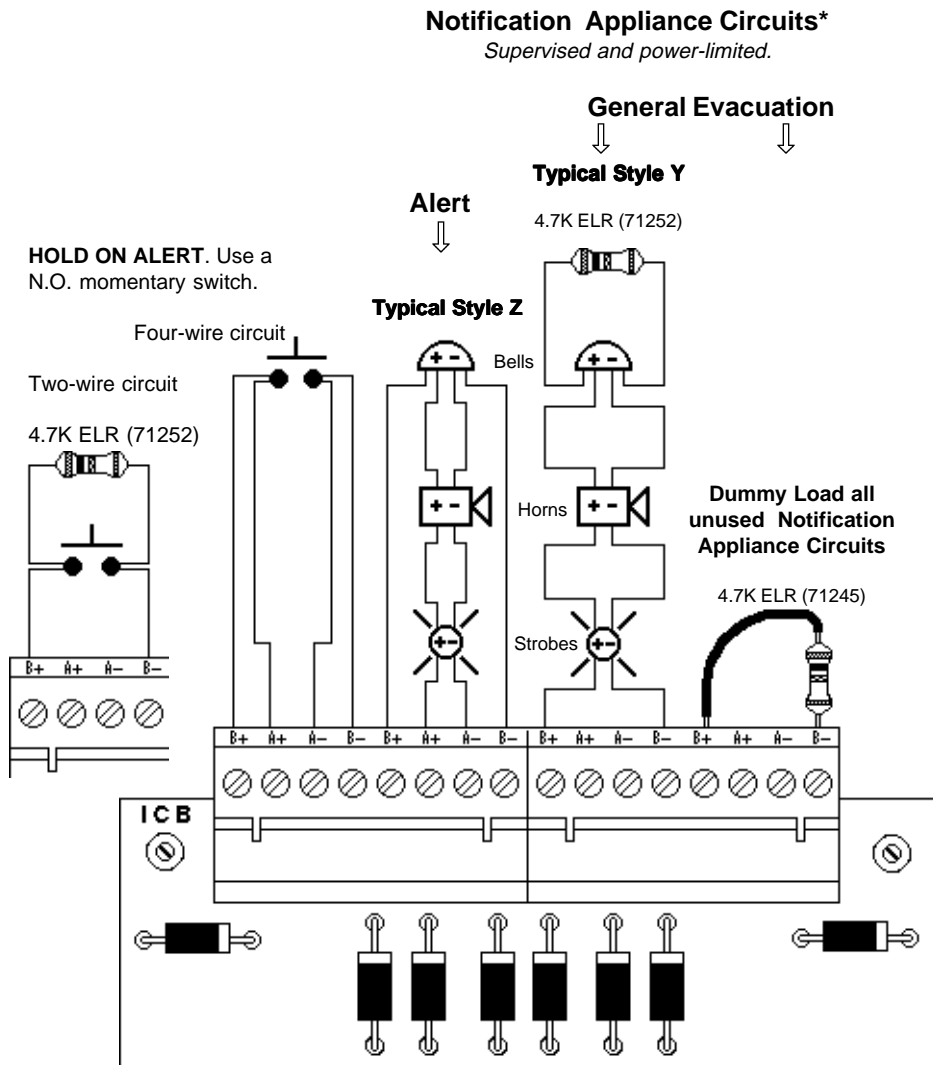 Notification Appliance Circuits*
Supervised and power-limited.
General Evacuation
Typical Style Y
Alert
4.7K ELR (71252)
HOLD ON ALERT. Use a
N.O. momentary switch.
Typical Style Z
Four-wire circuit
Bells
+ -
+ -
Two-wire circuit
4.7K ELR (71252)
Horns
+ -
+ -
Dummy Load all
unused Notification
Appliance Circuits
4.7K ELR (71245)
Strobes
+-
+-
B+ A+ A- B-
B+ A+ A- B- B+ A+ A- B- B+ A+ A- B- B+ A+ A- B-
ICB